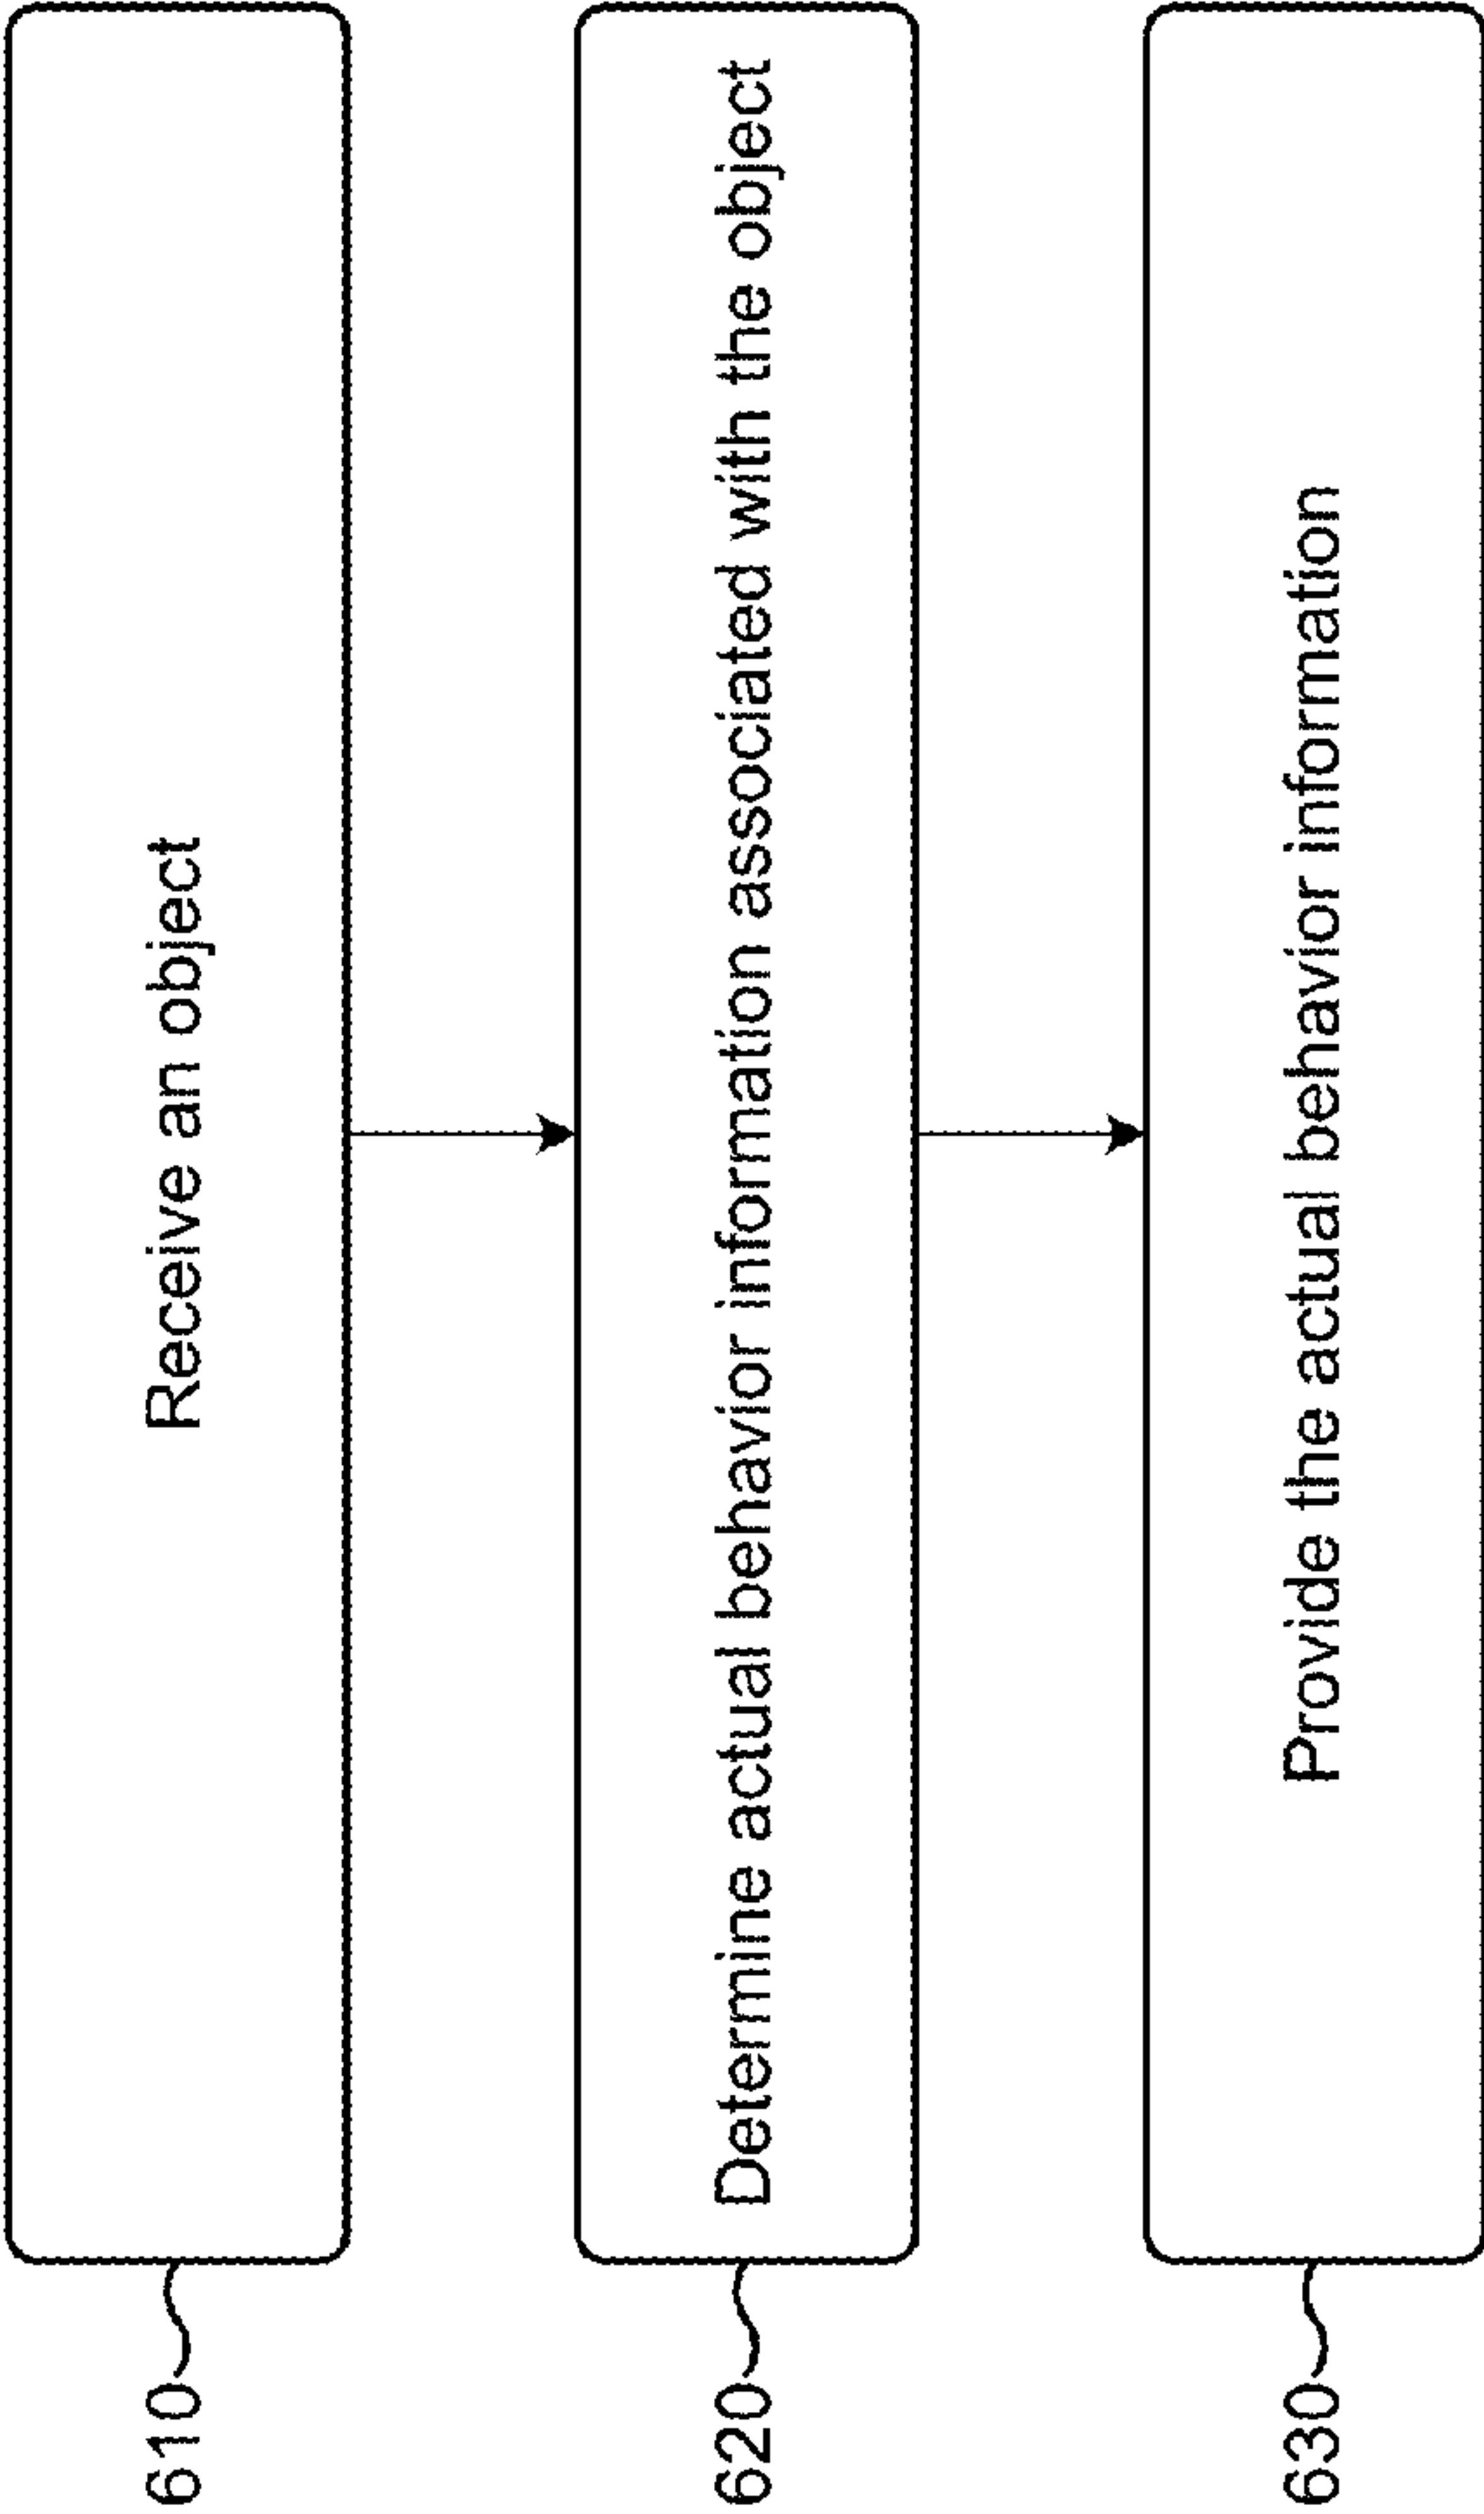 610
Receive an object
620
Determine actual behavior information associated with the object
630
Provide the actual behavior information